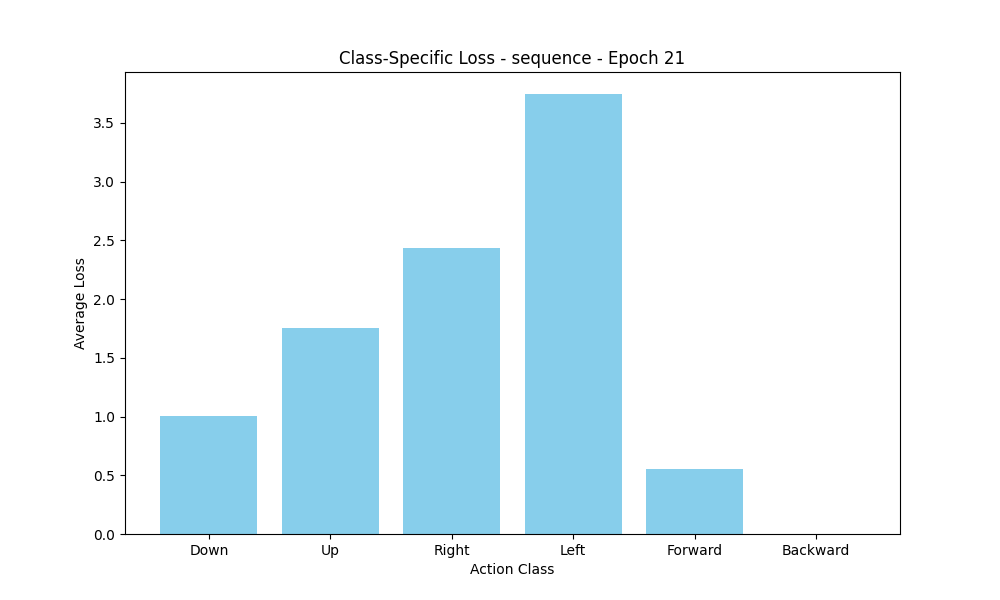 Class-Specific Loss - sequence - Epoch 21
3.5
3.0
2.5
2.0
1.5
1.0
0.5
0.0
Average Loss
Down Up Right Left Forward Backward
Action Class